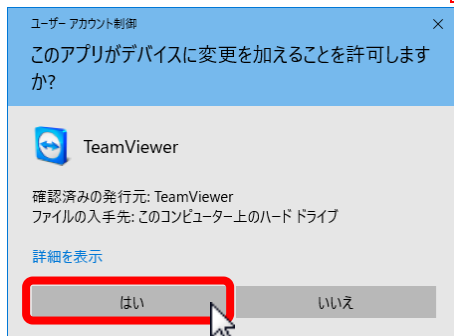 ユーザー アカウント制御
このアプリがデバイスに変更を加えることを許可します
か?
TeamViewer
確認済みの発行元: TeamViewer
ファイルの入手先: このコンピューター上のハード ドライブ
詳細を表示
はい
いいえ